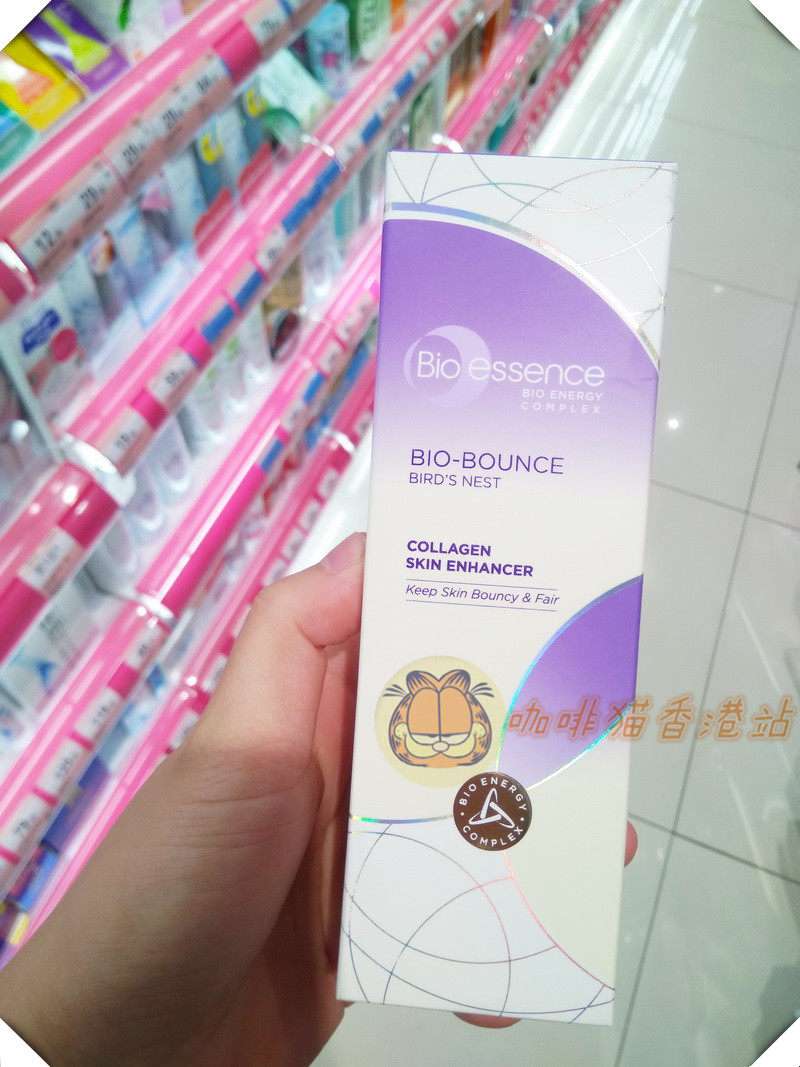 Bio essence
BIO ENERGY
COMPLEX
BIO-BOUNCE
BIRD'S NEST
COLLAGEN
SKIN ENHANCER
Keep Skin Bouncy & Fair
咖啡猫香港站
BIO ENERGY
COMPLEX